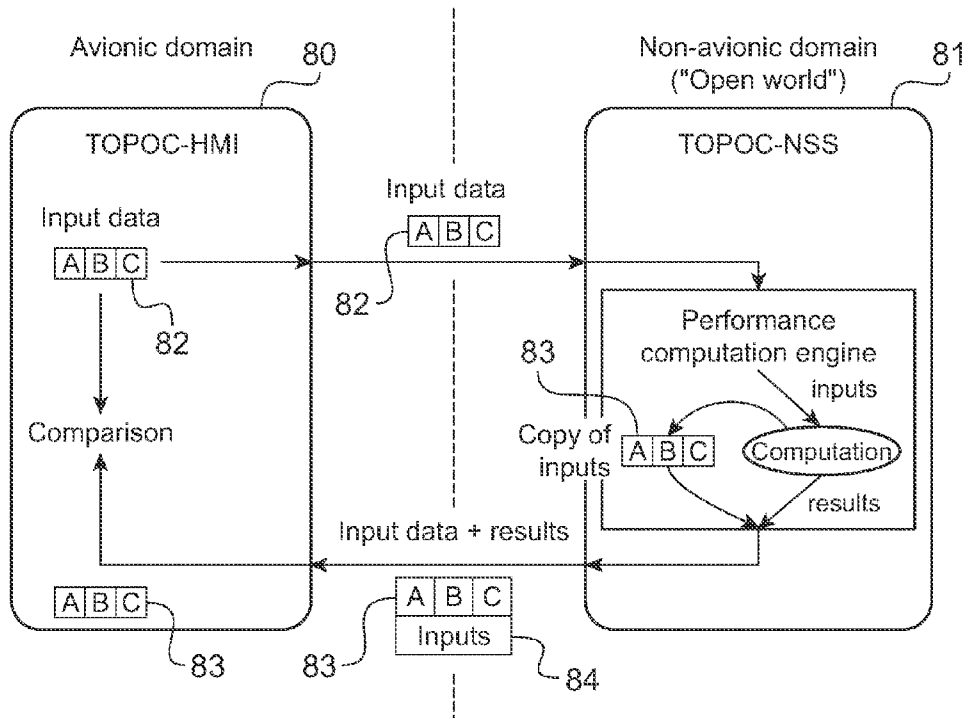 Avionic domain
80
Non-avionic domain
("Open world")
81
TOPOC-HMI
TOPOC-NSS
Input data
A B C
82
Input data
A B C
82
Performance
computation engine
inputs
83
Copy of
inputs
A B C
Computation
results
Comparison
Input data + results
A B C
83
A B C
Inputs
83
84